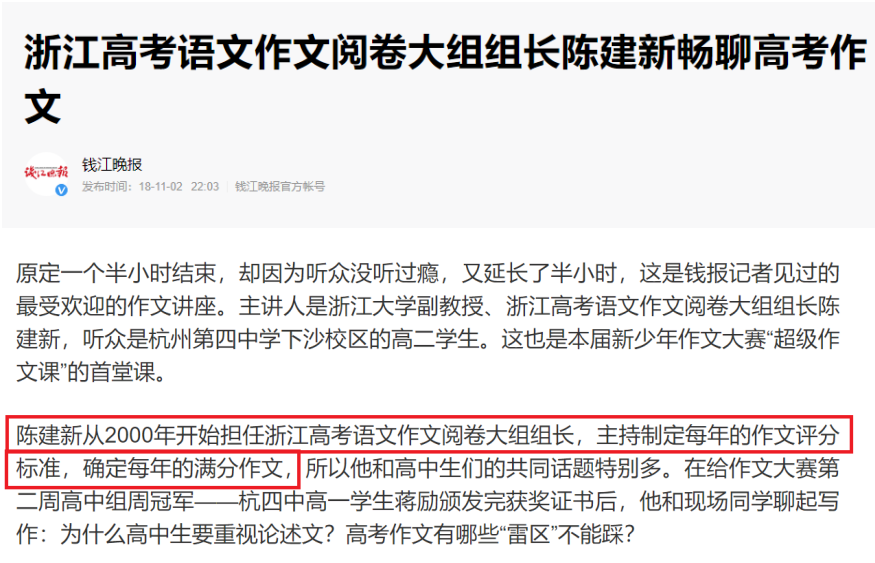 浙江高考语文作文阅卷大组组长陈建新畅聊高考作
文
钱江晚报
钱江晚报
发布时间：18-11-02 22:03 钱江晚报官方帐号
原定一个半小时结束，却因为听众没听过瘾，又延长了半小时，这是钱报记者见过的
最受欢迎的作文讲座。主讲人是浙江大学副教授、浙江高考语文作文阅卷大组组长陈
建新，听众是杭州第四中学下沙校区的高二学生。这也是本届新少年作文大赛“超级作
文课”的首堂课。
陈建新从2000年开始担任浙江高考语文作文阅卷大组组长，主持制定每年的作文评分
标准，确定每年的满分作文，所以他和高中生们的共同话题特别多。在给作文大赛第
二周高中组周冠军——杭四中高一学生蒋励颁发完获奖证书后，他和现场同学聊起写
作：为什么高中生要重视论述文？高考作文有哪些“雷区”不能踩？